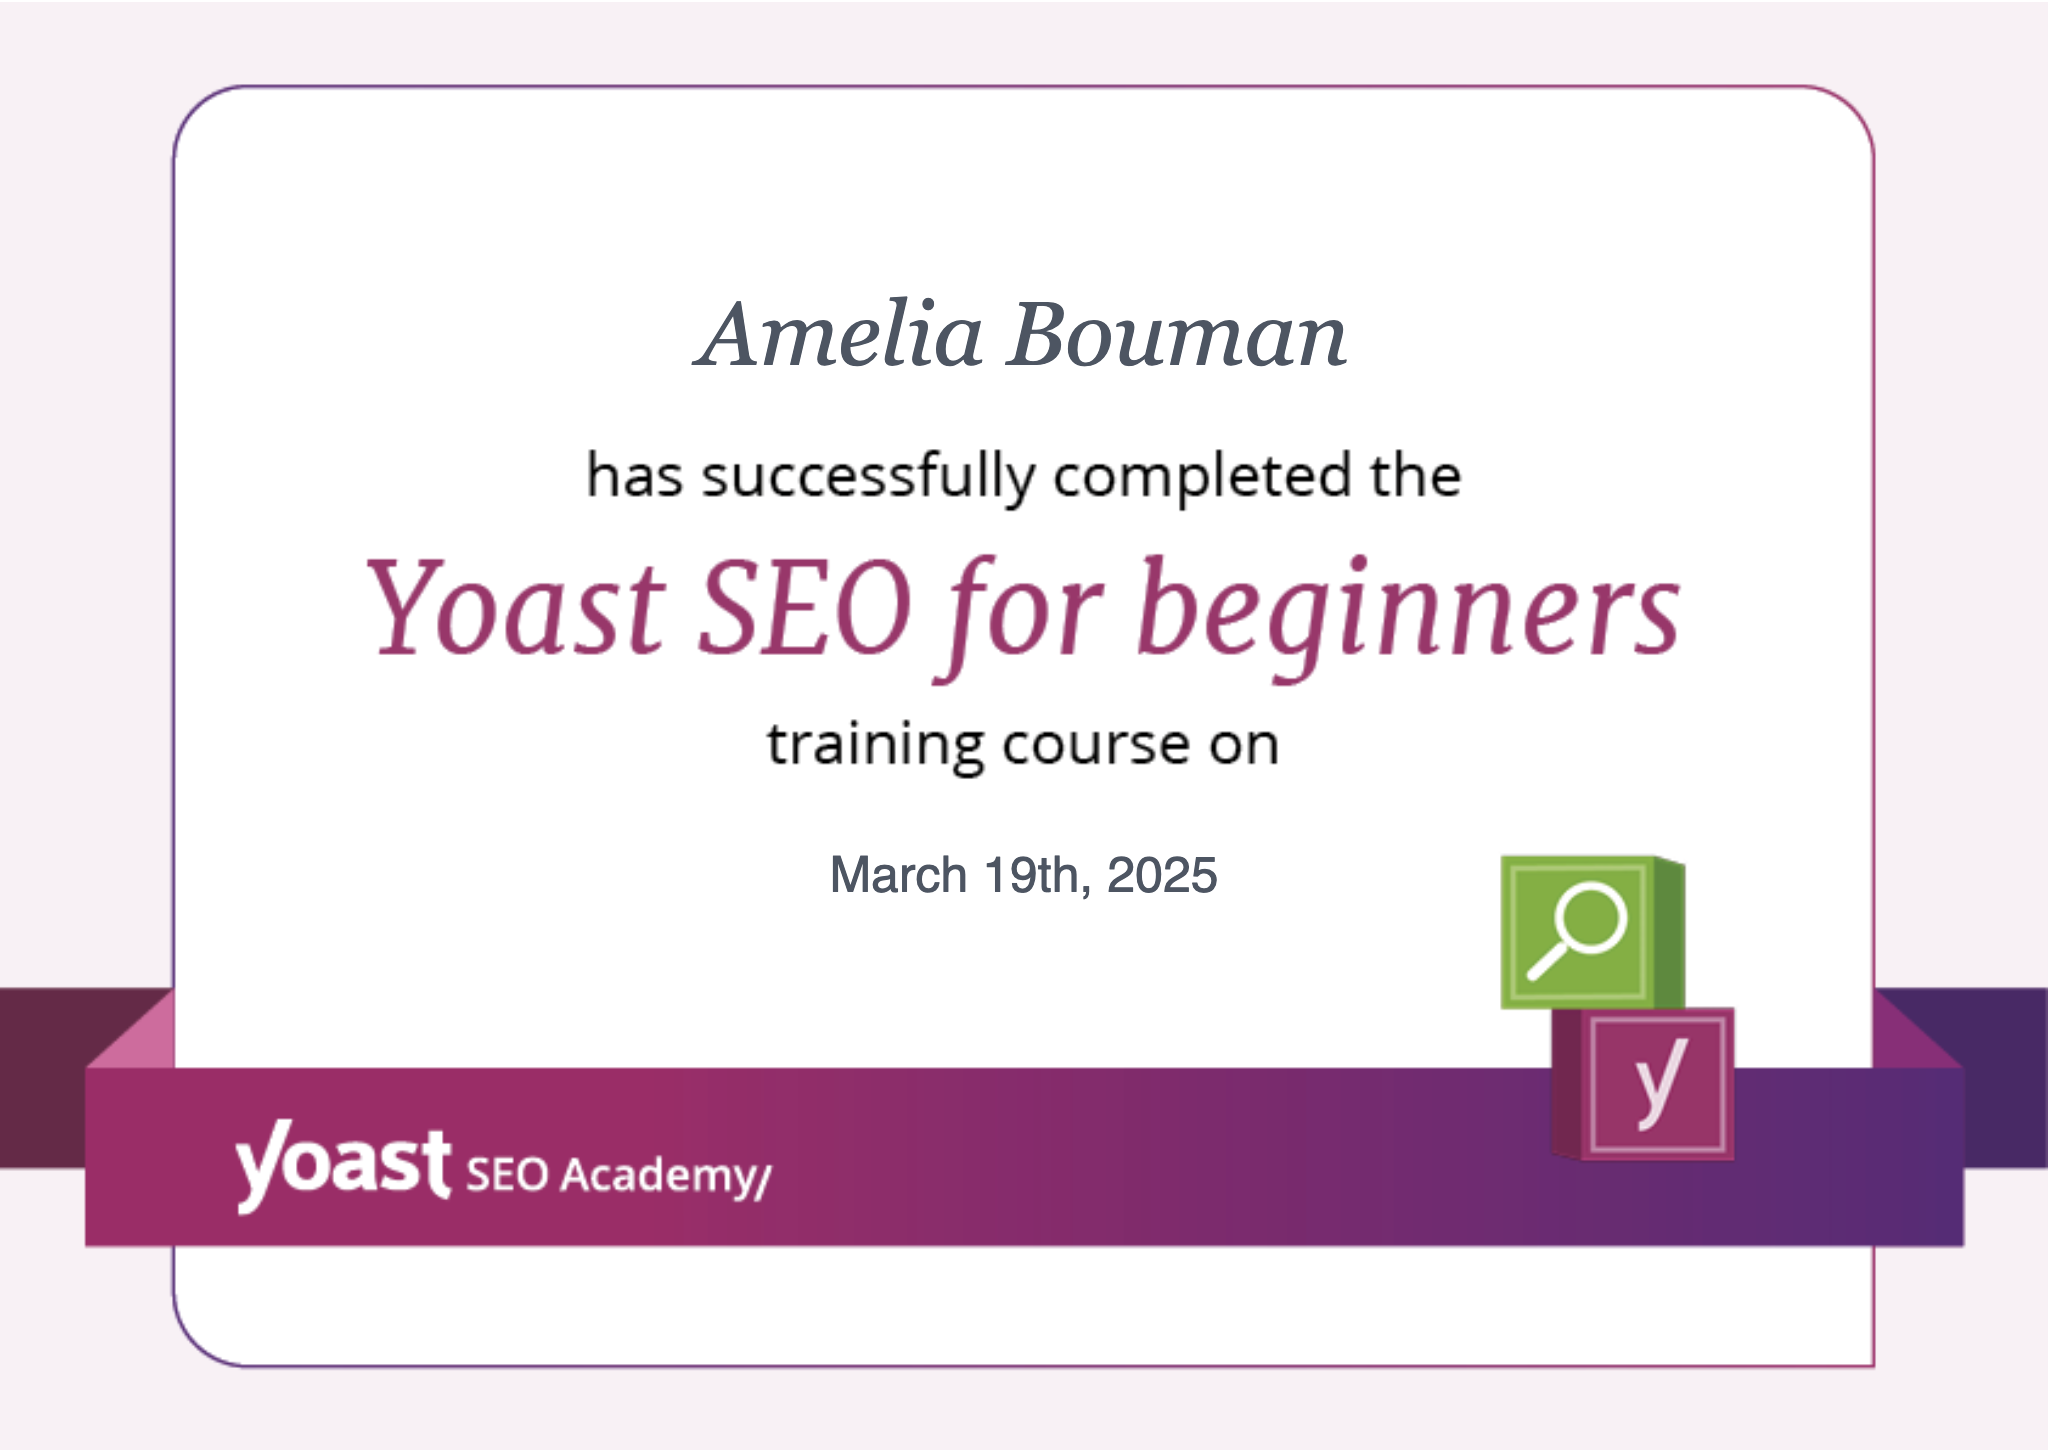 Amelia Bouman
has successfully completed the
Yoast SEO for beginners
training course on
March 19th, 2025
y
yoast SEO Academy/